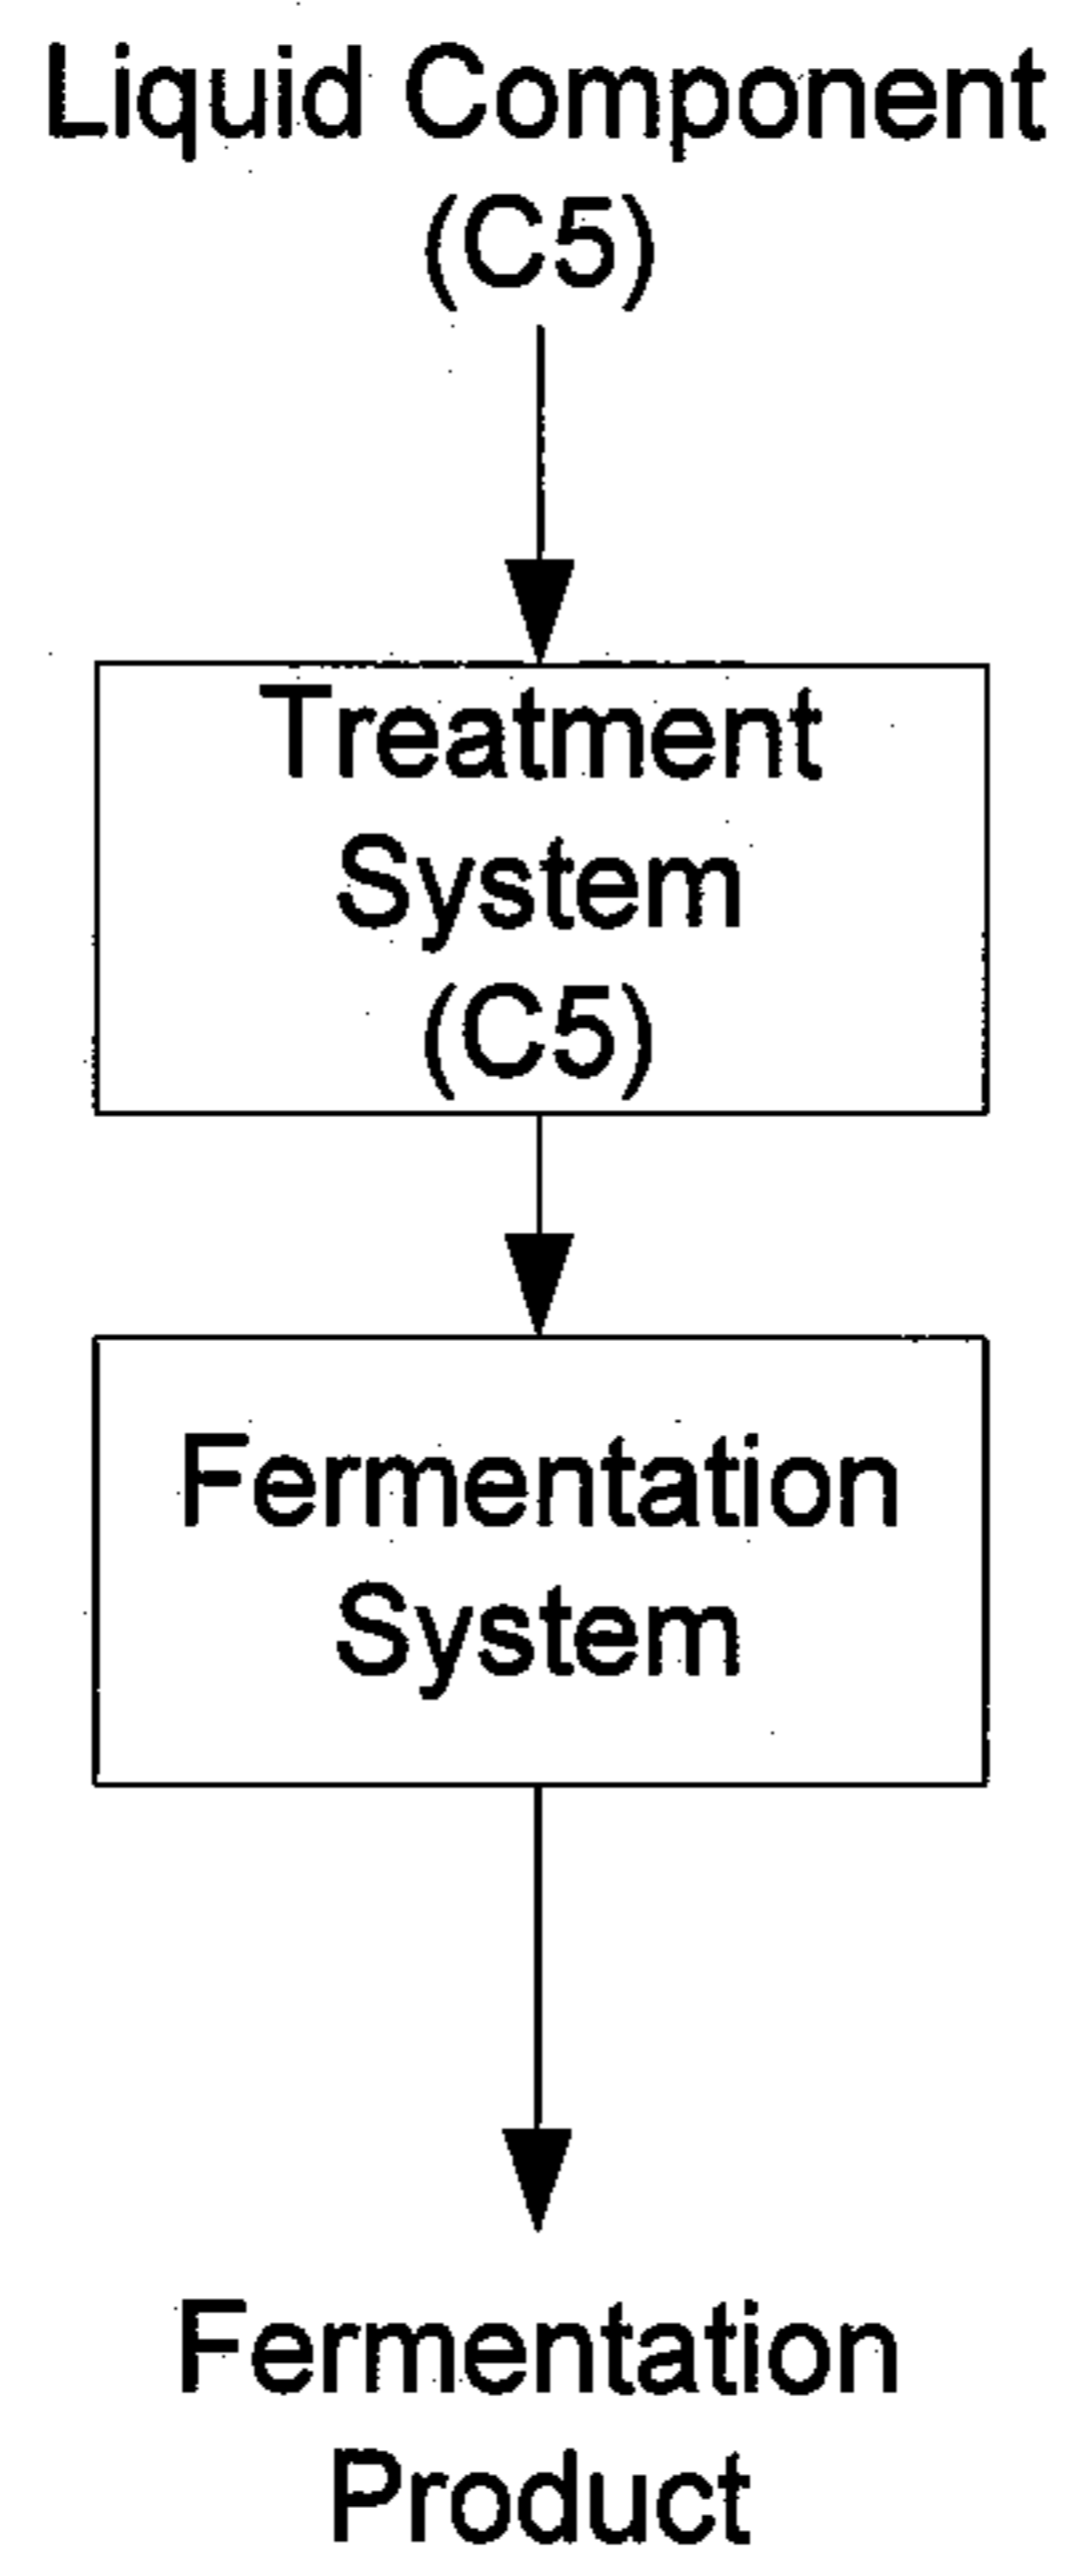 Liquid Component
(C5)
Treatment
System
(C5)
Fermentation
System
Fermentation
Product